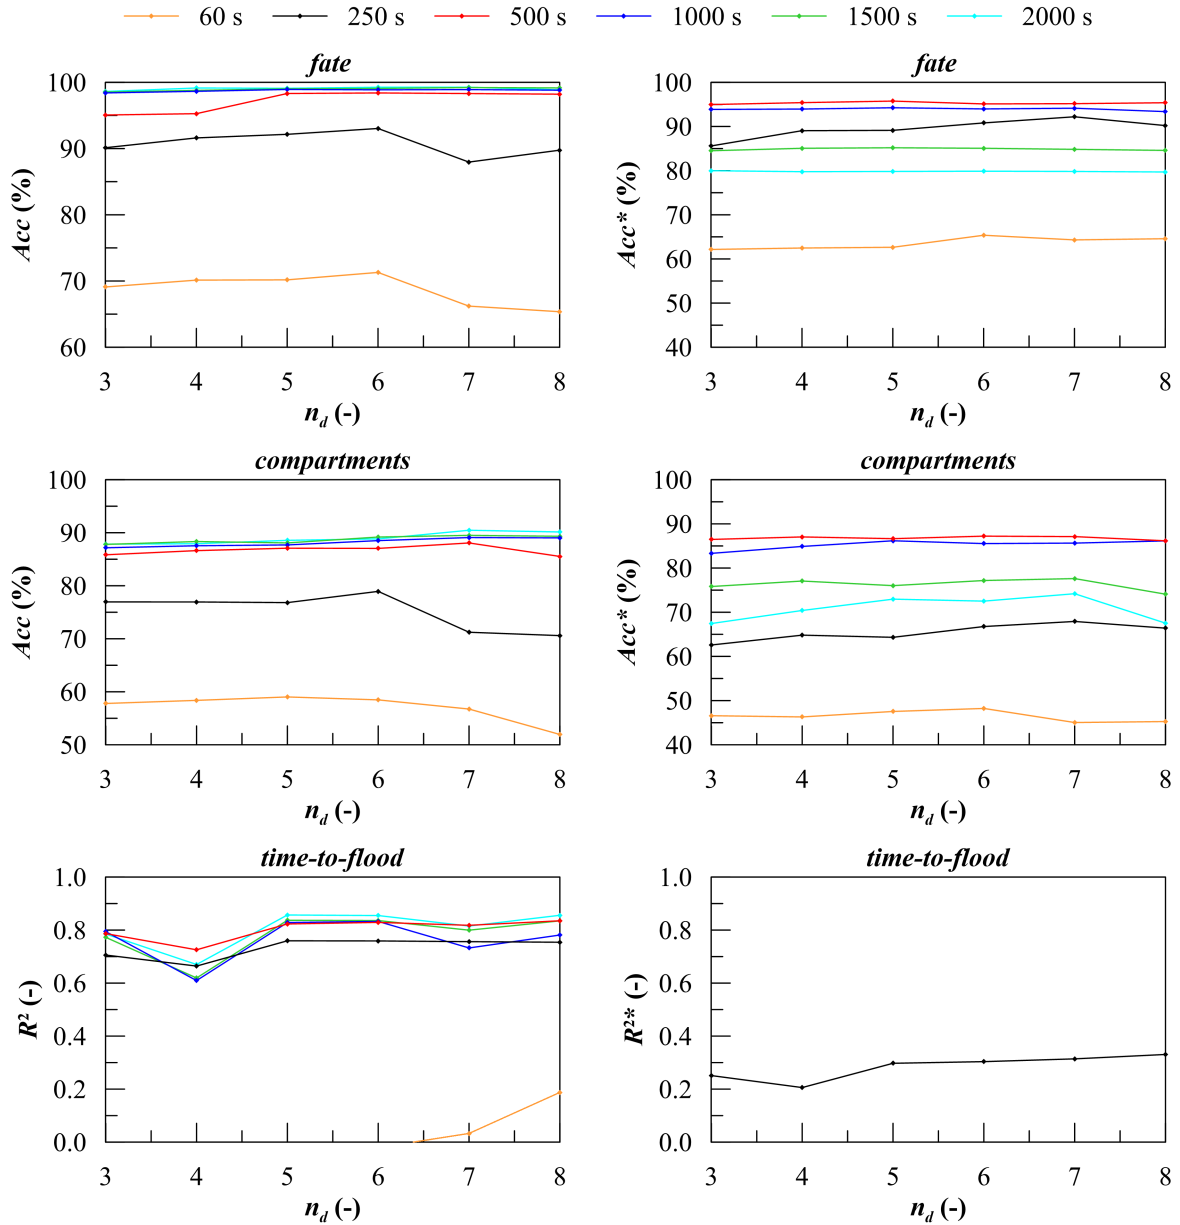 60 s 250 s 500 s 1000 s 1500 s 2000 s
fate
Acc (%)
100
90
80
70
60
3 4 5 6 7 8
n_d (-)
fate
Acc* (%)
100
90
80
70
60
50
40
3 4 5 6 7 8
n_d (-)
compartments
Acc (%)
100
90
80
70
60
50
3 4 5 6 7 8
n_d (-)
compartments
Acc* (%)
100
90
80
70
60
50
40
3 4 5 6 7 8
n_d (-)
time-to-flood
R² (-)
1.0
0.8
0.6
0.4
0.2
0.0
3 4 5 6 7 8
n_d (-)
time-to-flood
R²* (-)
1.0
0.8
0.6
0.4
0.2
0.0
3 4 5 6 7 8
n_d (-)